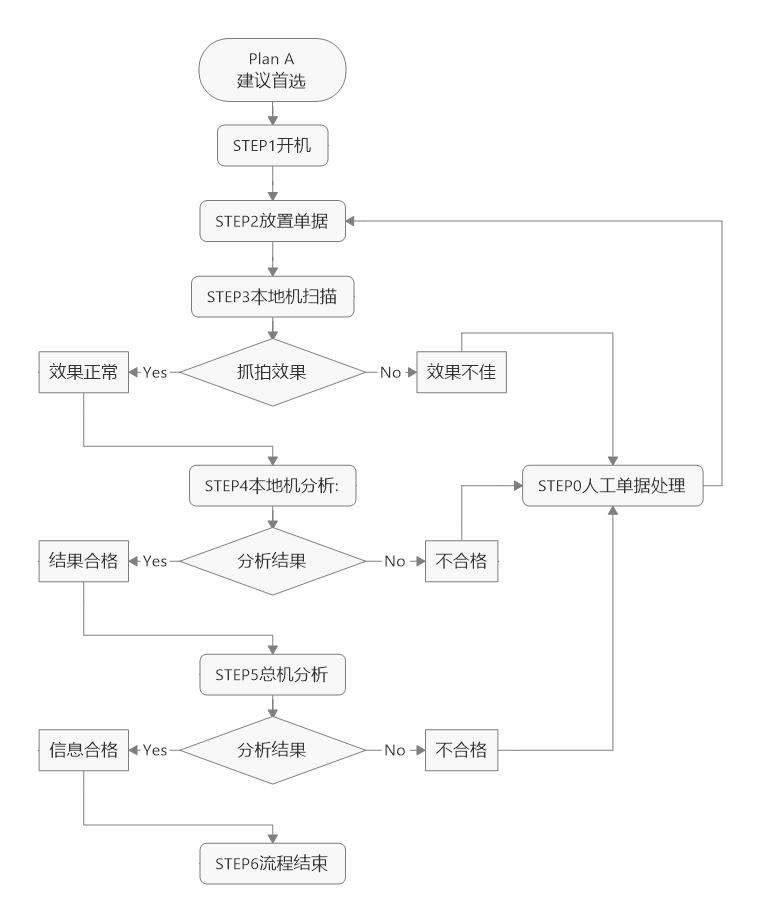 Plan A
建议首选
STEP1开机
STEP2放置单据
STEP3本地机扫描
效果正常
Yes
抓拍效果
No
效果不佳
STEP4本地机分析:
STEP0人工单据处理
结果合格
Yes
分析结果
No
不合格
STEP5总机分析
信息合格
Yes
分析结果
No
不合格
STEP6流程结束